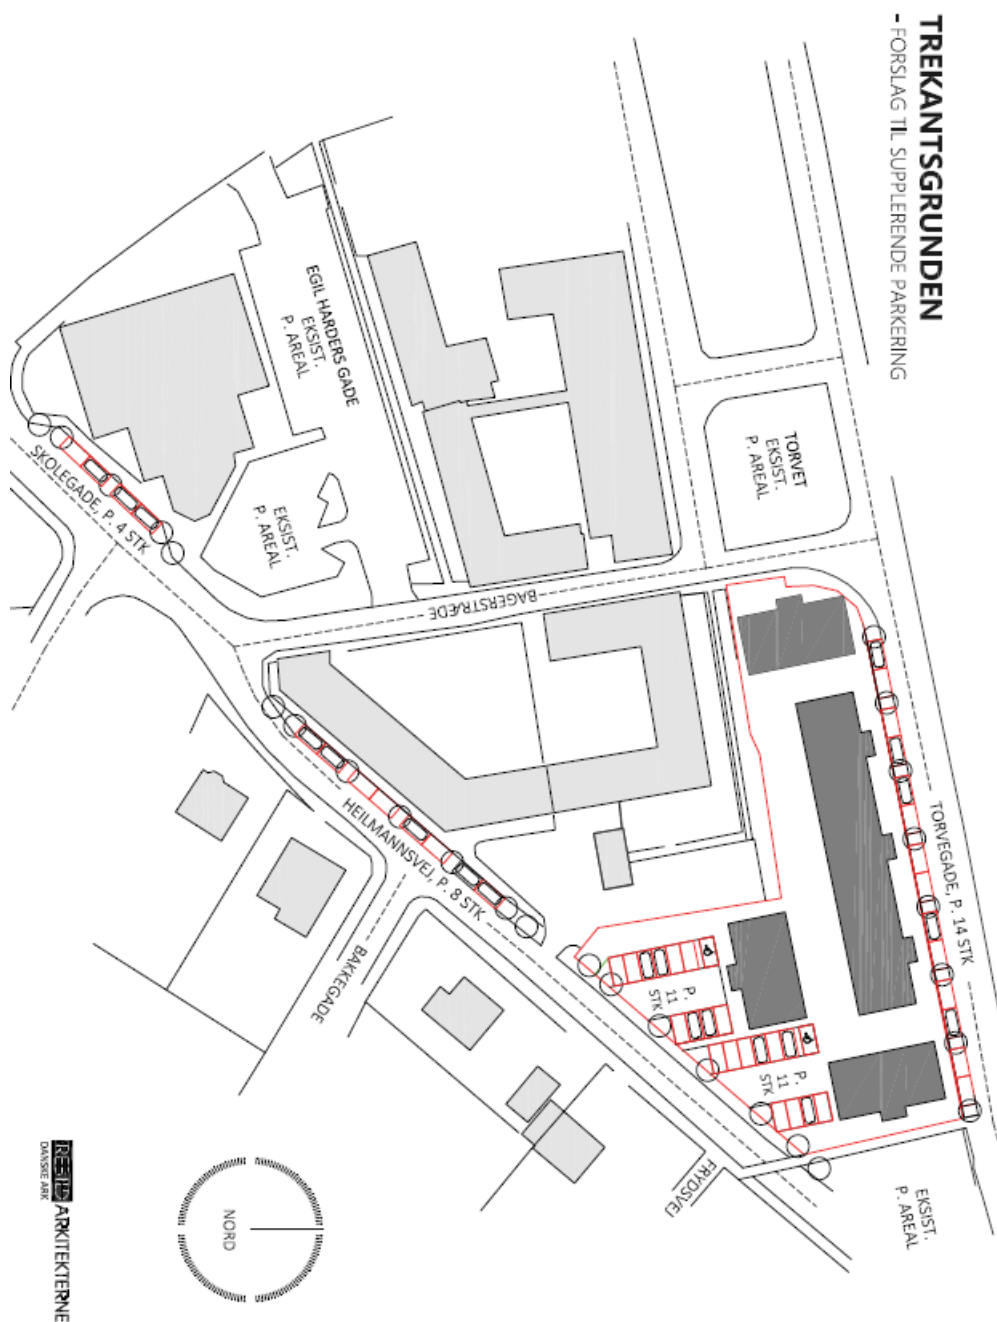 TREKANTSGRUNDEN
- FORSLAG TIL SUPPLERENDE PARKERING
EGIL HARDERS GADE
EKSIST.
P. AREAL
TORVET
EKSIST.
P. AREAL
EKSIST.
P. AREAL
SKOLEGADE, P. 4 STK
BAGERSTRÆDE
HEILMANNSVEJ, P. 8 STK
TORVEGADE, P. 14 STK
BAKKEGADE
P.
11
STK
P.
11
STK
FRYDSVEJ
EKSIST.
P. AREAL
NORD
ARKITEKTERNE
DANSKE ARK